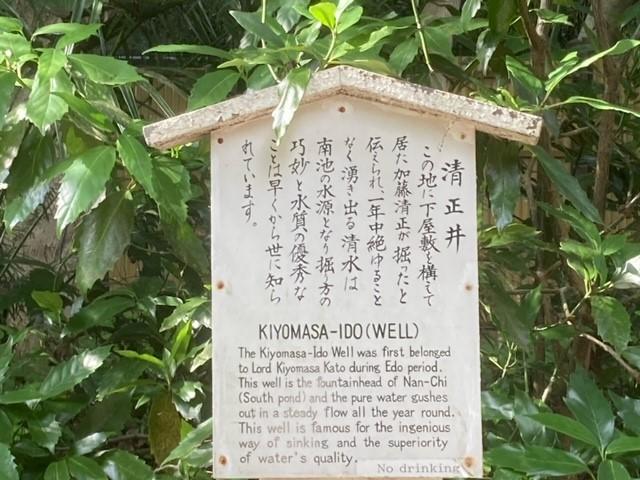 清正井
この地に下屋敷を構えて
居た加藤清正が掘ったと
伝えられ、一年中絶ゆること
なく湧き出る清水は
南池の水源となり掘り方の
巧妙と水質の優秀な
ことは早くから世に知ら
れています。
KIYOMASA-IDO(WELL)
The Kiyomasa-Ido Well was first belonged
to Lord Kiyomasa Kato during Edo period.
This well is the fountainhead of Nan-Chi
(South pond) and the pure water gushes
out in a steady flow all the year round.
This well is famous for the ingenious
way of sinking and the superiority
of water's quality.
No drinking